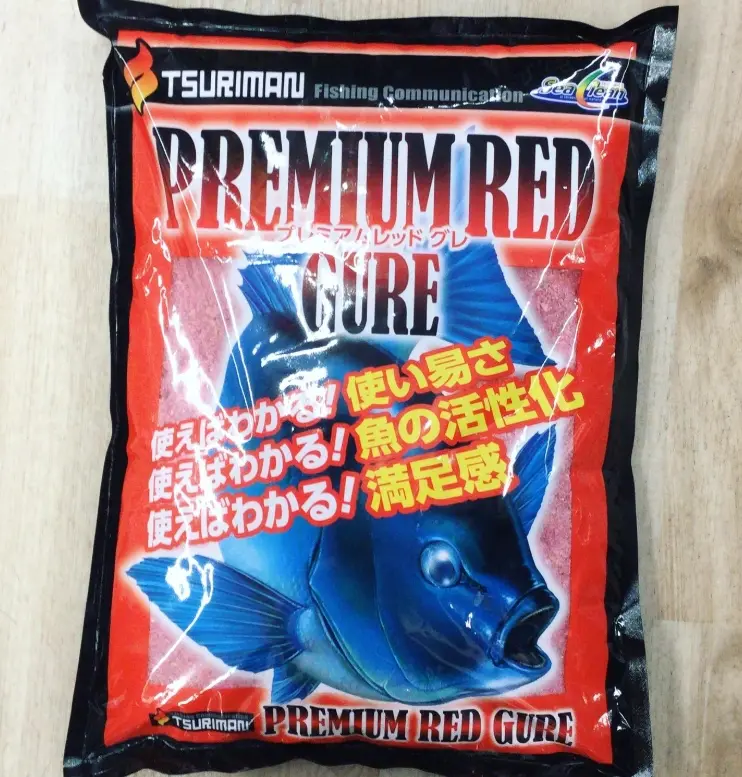 TSURIMAN Fishing Communication Sea Clean
PREMIUM RED
プレミアムレッド グレ
GURE
使えばわかる!使い易さ
使えばわかる!魚の活性化
使えばわかる!満足感
TSURIMAN PREMIUM RED GURE